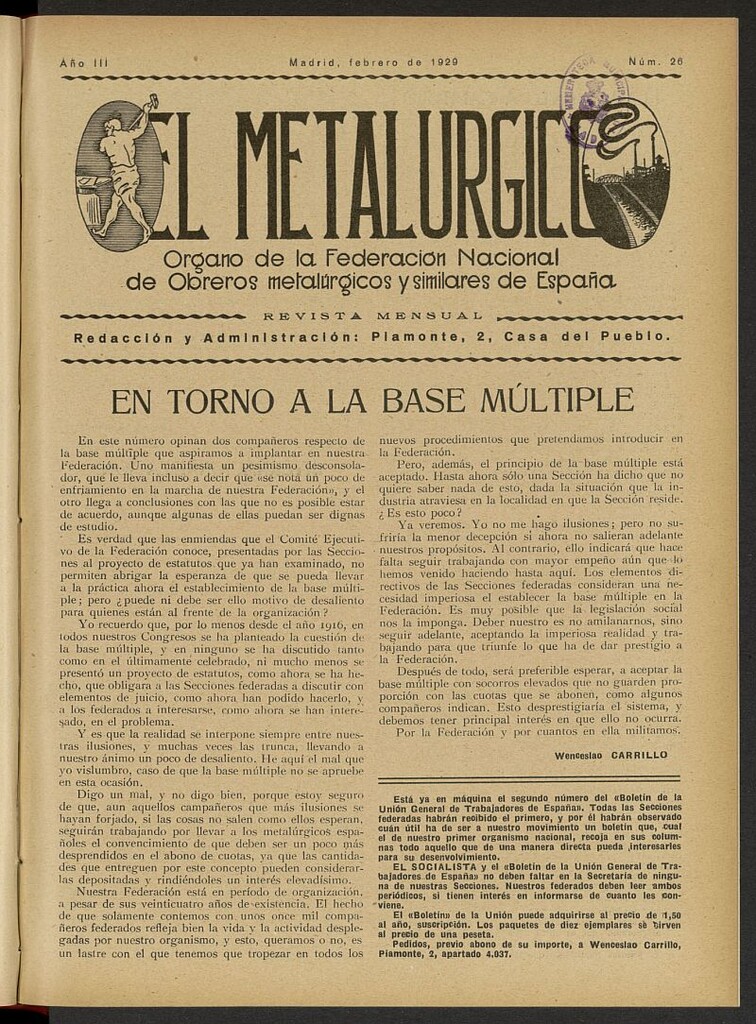 Año III
Madrid, febrero de 1929
Núm. 26
EL METALURGICO
Organo de la Federación Nacional
de Obreros metalúrgicos y similares de España
REVISTA MENSUAL
Redacción y Administración: Piamonte, 2, Casa del Pueblo.
EN TORNO A LA BASE MÚLTIPLE
En este número opinan dos compañeros respecto de
la base múltiple que aspiramos a implantar en nuestra
Federación. Uno manifiesta un pesimismo desconsola-
dor, que le lleva incluso a decir que «se nota un poco de
enfriamiento en la marcha de nuestra Federación», y el
otro llega a conclusiones con las que no es posible estar
de acuerdo, aunque algunas de ellas puedan ser dignas
de estudio.
Es verdad que las enmiendas que el Comité Ejecuti-
vo de la Federación conoce, presentadas por las Seccio-
nes al proyecto de estatutos que ya han examinado, no
permiten abrigar la esperanza de que se pueda llevar
a la práctica ahora el establecimiento de la base múlti-
ple; pero ¿puede ni debe ser ello motivo de desaliento
para quienes están al frente de la organización?
Yo recuerdo que, por lo menos desde el año 1916, en
todos nuestros Congresos se ha planteado la cuestión de
la base múltiple, y en ninguno se ha discutido tanto
como en el últimamente celebrado, ni mucho menos se
presentó un proyecto de estatutos, como ahora se ha he-
cho, que obligara a las Secciones federadas a discutir con
elementos de juicio, como ahora han podido hacerlo, y
a los federados a interesarse, como ahora se han intere-
sado, en el problema.
Y es que la realidad se interpone siempre entre nues-
tras ilusiones, y muchas veces las trunca, llevando a
nuestro ánimo un poco de desaliento. He aquí el mal que
yo vislumbro, caso de que la base múltiple no se apruebe
en esta ocasión.
Digo un mal, y no digo bien, porque estoy seguro
de que, aun aquellos campañeros que más ilusiones se
hayan forjado, si las cosas no salen como ellos esperan,
seguirán trabajando por llevar a los metalúrgicos espa-
ñoles el convencimiento de que deben ser un poco más
desprendidos en el abono de cuotas, ya que las cantida-
des que entreguen por este concepto pueden considerar-
las depositadas y rindiéndoles un interés elevadísimo.
Nuestra Federación está en período de organización,
a pesar de sus veinticuatro años de existencia. El hecho
de que solamente contemos con unos once mil compa-
ñeros federados refleja bien la vida y la actividad desple-
gadas por nuestro organismo, y esto, queramos o no, es
un lastre con el que tenemos que tropezar en todos los
nuevos procedimientos que pretendamos introducir en
la Federación.
Pero, además, el principio de la base múltiple está
aceptado. Hasta ahora sólo una Sección ha dicho que no
quiere saber nada de esto, dada la situación que la in-
dustria atraviesa en la localidad en que la Sección reside.
¿Es esto poco?
Ya veremos. Yo no me hago ilusiones; pero no su-
friría la menor decepción si ahora no salieran adelante
nuestros propósitos. Al contrario, ello indicará que hace
falta seguir trabajando con mayor empeño aún que lo
hemos venido haciendo hasta aquí. Los elementos di-
rectivos de las Secciones federadas consideran una ne-
cesidad imperiosa el establecer la base múltiple en la
Federación. Es muy posible que la legislación social
nos la imponga. Deber nuestro es no amilanarnos, sino
seguir adelante, aceptando la imperiosa realidad y tra-
bajando para que triunfe lo que ha de dar prestigio a
la Federación.
Después de todo, será preferible esperar, a aceptar la
base múltiple con socorros elevados que no guarden pro-
porción con las cuotas que se abonen, como algunos
compañeros indican. Esto desprestigiaría el sistema, y
debemos tener principal interés en que ello no ocurra.
Por la Federación y por cuantos en ella militamos.
Wenceslao CARRILLO
Está ya en máquina el segundo número del «Boletín de la
Unión General de Trabajadores de España». Todas las Secciones
federadas habrán recibido el primero, y por él habrán observado
cuán útil ha de ser a nuestro movimiento un boletín que, cual
el de nuestro primer organismo nacional, recoja en sus colum-
nas todo aquello que de una manera directa pueda interesarles
para su desenvolvimiento.
EL SOCIALISTA y el «Boletín de la Unión General de Tra-
bajadores de España» no deben faltar en la Secretaría de ningu-
na de nuestras Secciones. Nuestros federados deben leer ambos
periódicos, si tienen interés en informarse de cuanto les con-
viene.
El «Boletín» de la Unión puede adquirirse al precio de 1,50
al año, suscripción. Los paquetes de diez ejemplares se sirven
al precio de una peseta.
Pedidos, previo abono de su importe, a Wenceslao Carrillo,
Piamonte, 2, apartado 4.037.